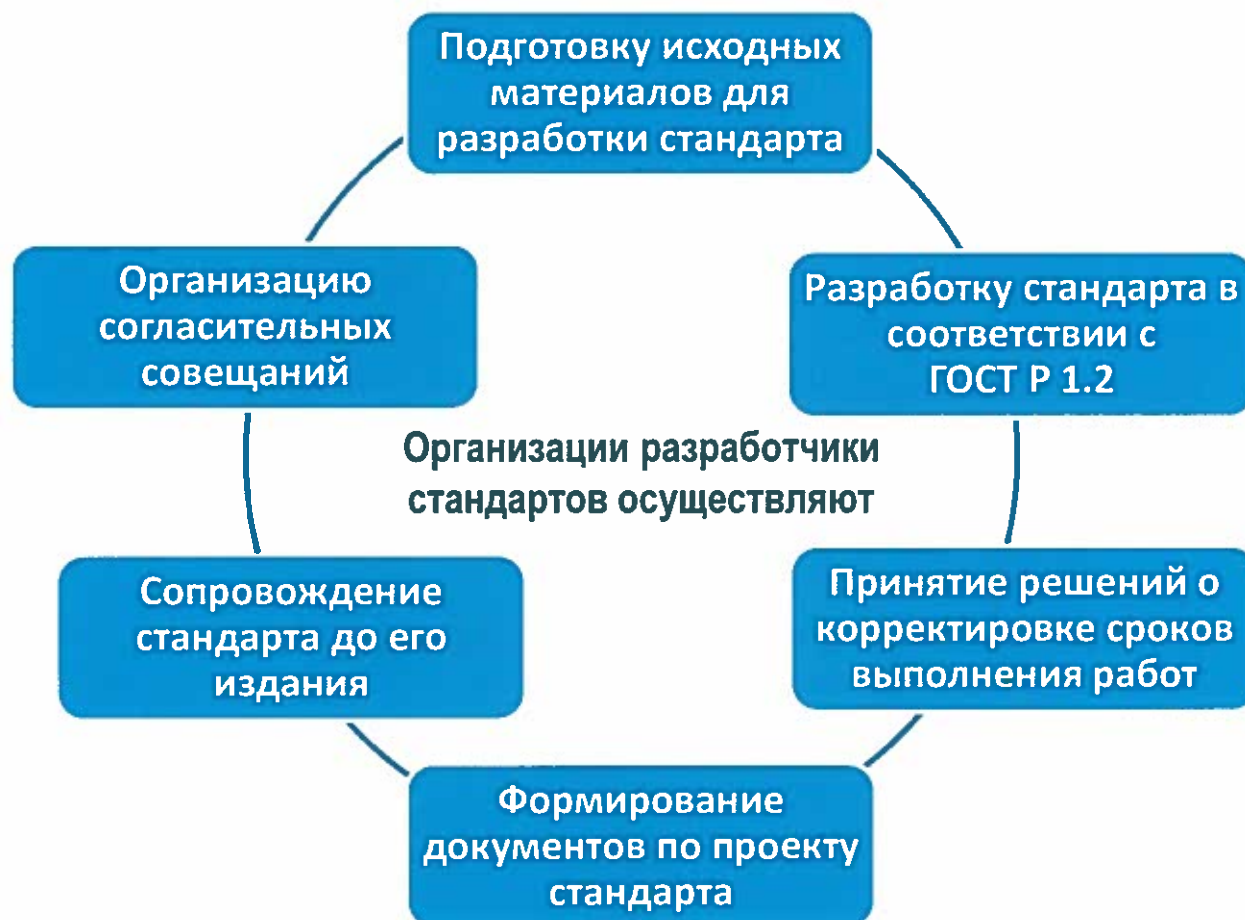 Подготовку исходных
материалов для
разработки стандарта
Организацию
согласительных
совещаний
Разработку стандарта в
соответствии с
ГОСТ Р 1.2
Организации разработчики
стандартов осуществляют
Сопровождение
стандарта до его
издания
Принятие решений о
корректировке сроков
выполнения работ
Формирование
документов по проекту
стандарта